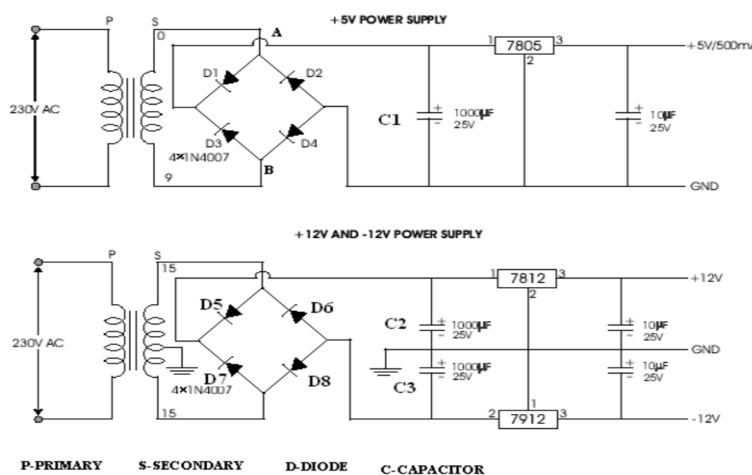 +5V POWER SUPPLY
P S
0 A
1 7805 3 +5V/500mA
2
D1 D2
230V AC
C1 + 1000µF 25V -
+ 10µF 25V -
D3 D4
4×1N4007
B
9
GND
+12V AND -12V POWER SUPPLY
P S
15
1 7812 3 +12V
2
D5 D6
C2 + 1000µF 25V -
+ 10µF 25V -
230V AC
GND
D7 D8
4×1N4007
C3 + 1000µF 25V -
+ 10µF 25V -
15
1
2 7912 3 -12V
P-PRIMARY S-SECONDARY D-DIODE C-CAPACITOR